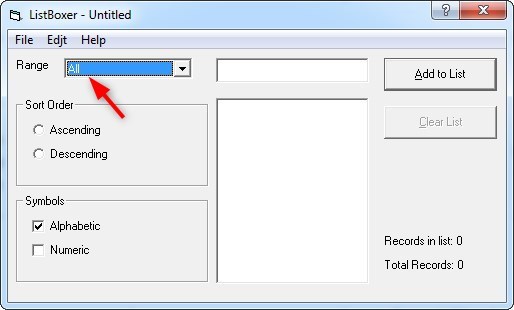 ListBoxer - Untitled
File Edjt Help
Range All
Add to List
Sort Order
Ascending
Descending
Clear List
Symbols
Alphabetic
Numeric
Records in list: 0
Total Records: 0